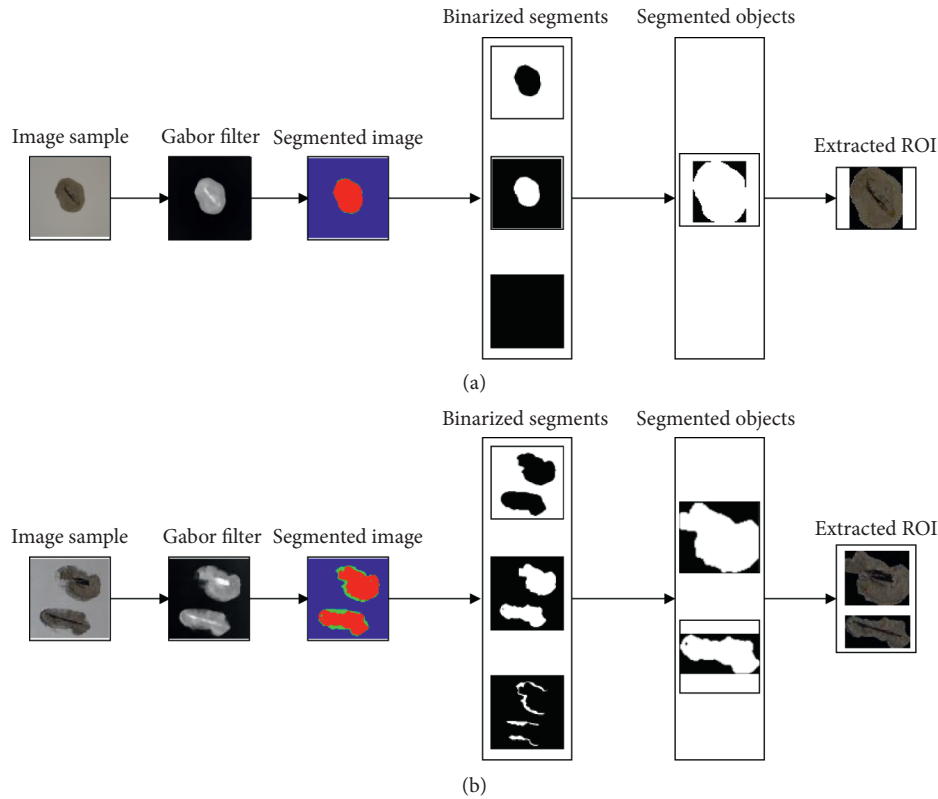 Binarized segments
Segmented objects
Image sample
Gabor filter
Segmented image
Extracted ROI
(a)
Binarized segments
Segmented objects
Image sample
Gabor filter
Segmented image
Extracted ROI
(b)